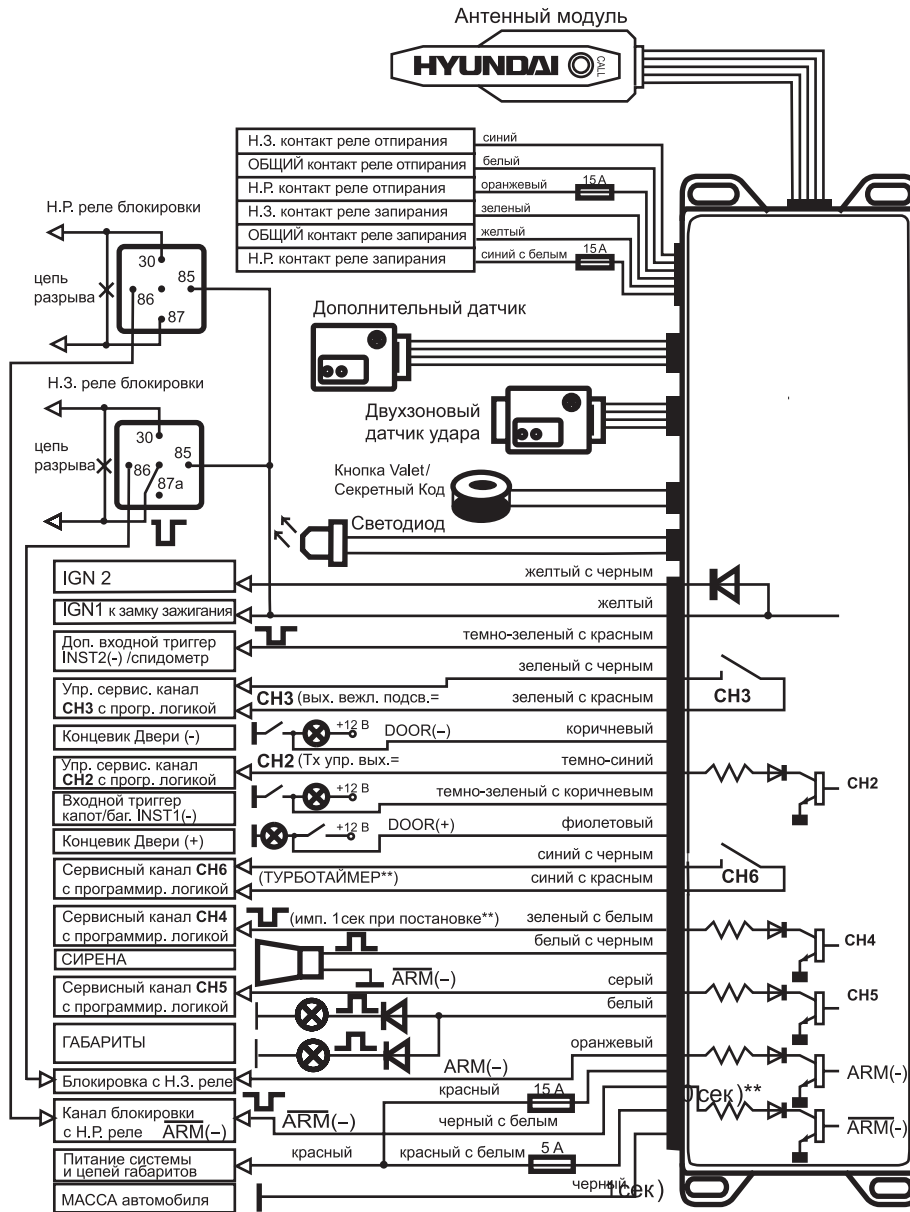 Антенный модуль
HYUNDAI CALL
Н.З. контакт реле отпирания синий
ОБЩИЙ контакт реле отпирания белый
Н.Р. контакт реле отпирания оранжевый 15 А
Н.З. контакт реле запирания зеленый
ОБЩИЙ контакт реле запирания желтый
Н.Р. контакт реле запирания синий с белым 15 А
Н.Р. реле блокировки
30
85
86
87
цепь
разрыва
Дополнительный датчик
Н.З. реле блокировки
30
85
86
87а
цепь
разрыва
Двухзоновый
датчик удара
Кнопка Valet/
Секретный Код
Светодиод
IGN 2 желтый с черным
IGN1 к замку зажигания желтый
Доп. входной триггер
INST2(-) /спидометр
темно-зеленый с красным
зеленый с черным
Упр. сервис. канал
CH3 с прогр. логикой
CH3 (вых. вежл. подсв.= зеленый с красным
CH3
Концевик Двери (-) +12 В DOOR(–) коричневый
Упр. сервис. канал
CH2 с прогр. логикой
CH2 (Тх упр. вых.= темно-синий
CH2
Входной триггер
капот/баг. INST1(-)
+12 В темно-зеленый с коричневым
Концевик Двери (+) +12 В DOOR(+) фиолетовый
синий с черным
Сервисный канал CH6
с программир. логикой
(ТУРБОТАЙМЕР**) синий с красным
CH6
Сервисный канал CH4
с программир. логикой
(имп. 1сек при постановке**) зеленый с белым
CH4
белый с черным
СИРЕНА
ARM(–)
Сервисный канал CH5
с программир. логикой
серый
CH5
белый
ГАБАРИТЫ
оранжевый
Блокировка с Н.З. реле ARM(–)
ARM(-)
красный 15 А
сек)**
Канал блокировки
с Н.Р. реле ARM(–)
ARM(–) черный с белым
ARM(-)
Питание системы
и цепей габаритов
красный красный с белым 5 А
МАССА автомобиля черный
(сек)